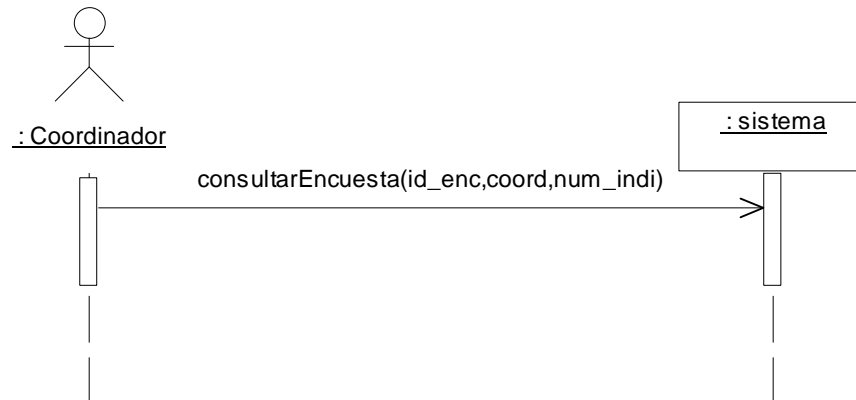 : Coordinador
: sistema
consultarEncuesta(id_enc,coord,num_indi)